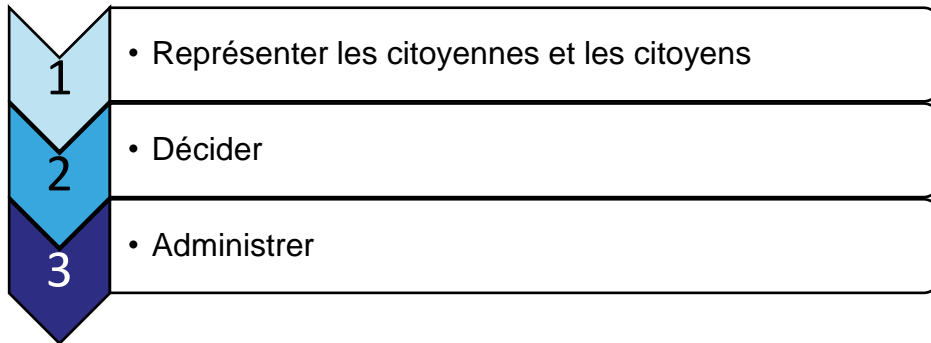 1
• Représenter les citoyennes et les citoyens
2
• Décider
3
• Administrer